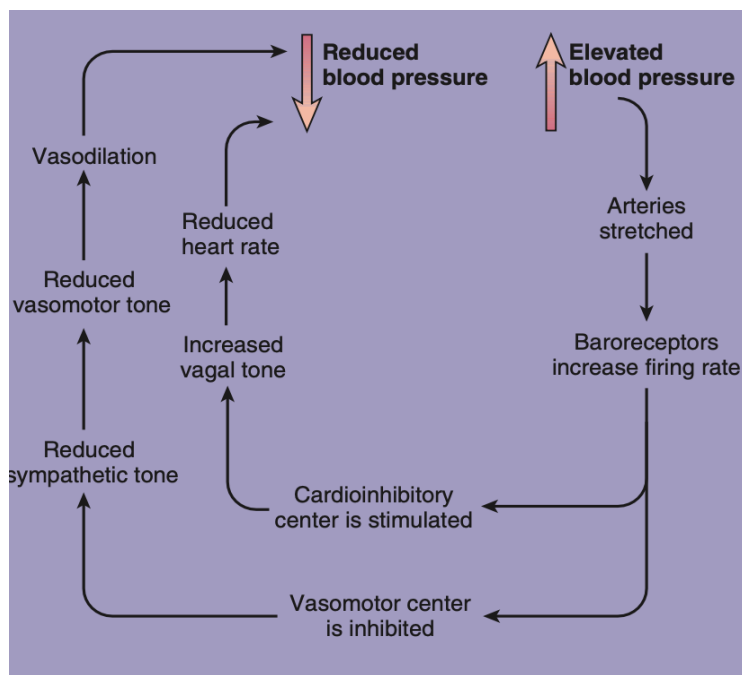 Reduced
blood pressure
Elevated
blood pressure
Vasodilation
Arteries
stretched
Reduced
heart rate
Reduced
vasomotor tone
Baroreceptors
increase firing rate
Increased
vagal tone
Reduced
sympathetic tone
Cardioinhibitory
center is stimulated
Vasomotor center
is inhibited